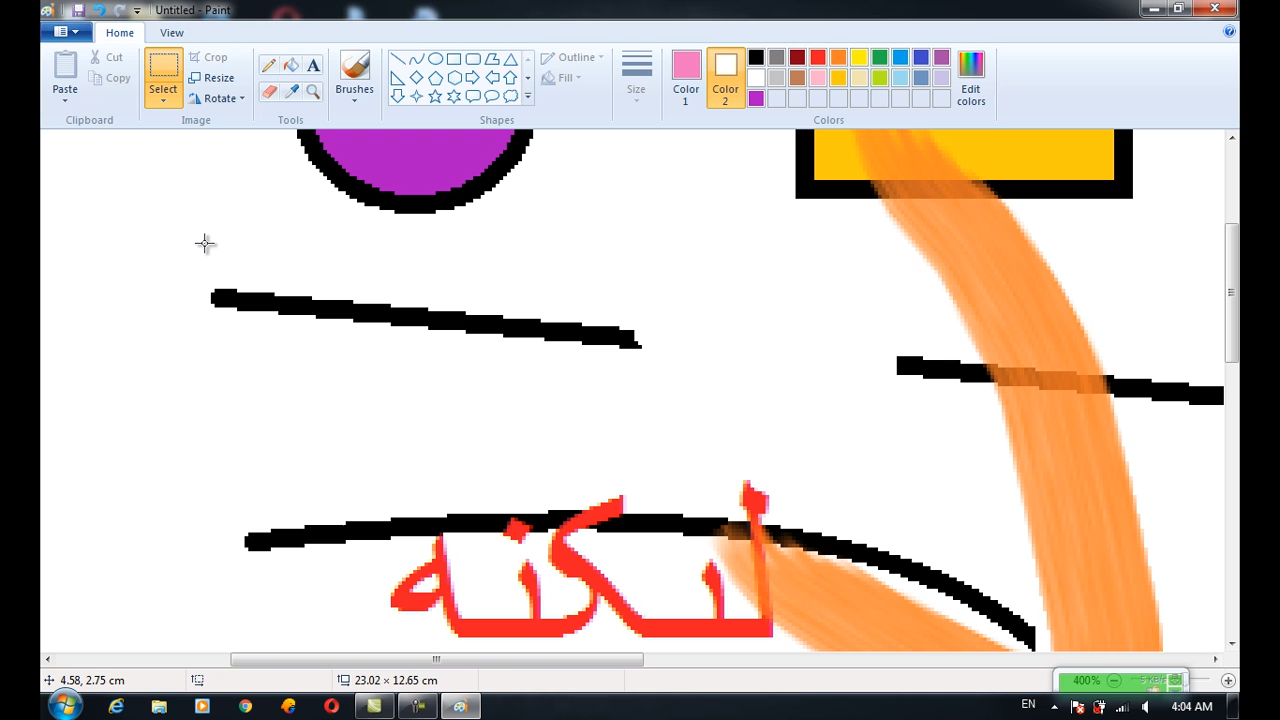 Untitled - Paint
Home View
Paste Cut Copy Clipboard
Select Crop Resize Rotate Image
Tools
Brushes
Shapes
Outline Fill
Size
Color 1 Color 2 Colors
Edit colors
4.58, 2.75 cm 23.02 × 12.65 cm 400%
EN 4:04 AM